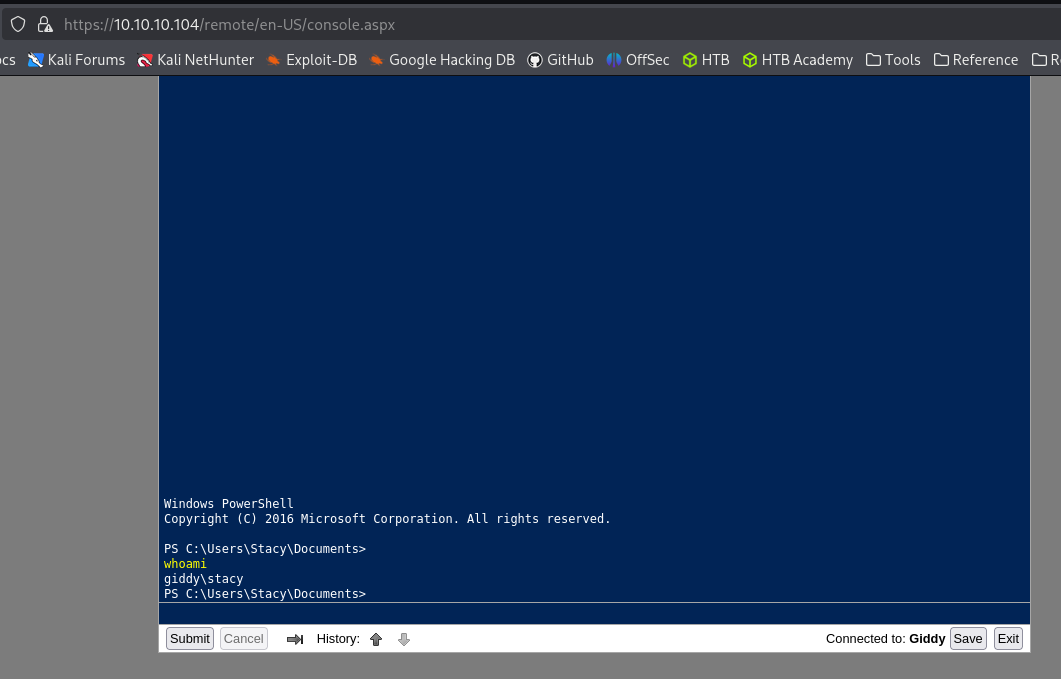 https://10.10.10.104/remote/en-US/console.aspx
ocs Kali Forums Kali NetHunter Exploit-DB Google Hacking DB GitHub OffSec HTB HTB Academy Tools Reference R
Windows PowerShell
Copyright (C) 2016 Microsoft Corporation. All rights reserved.
PS C:\Users\Stacy\Documents>
whoami
giddy\stacy
PS C:\Users\Stacy\Documents>
Submit Cancel History: Connected to: Giddy Save Exit